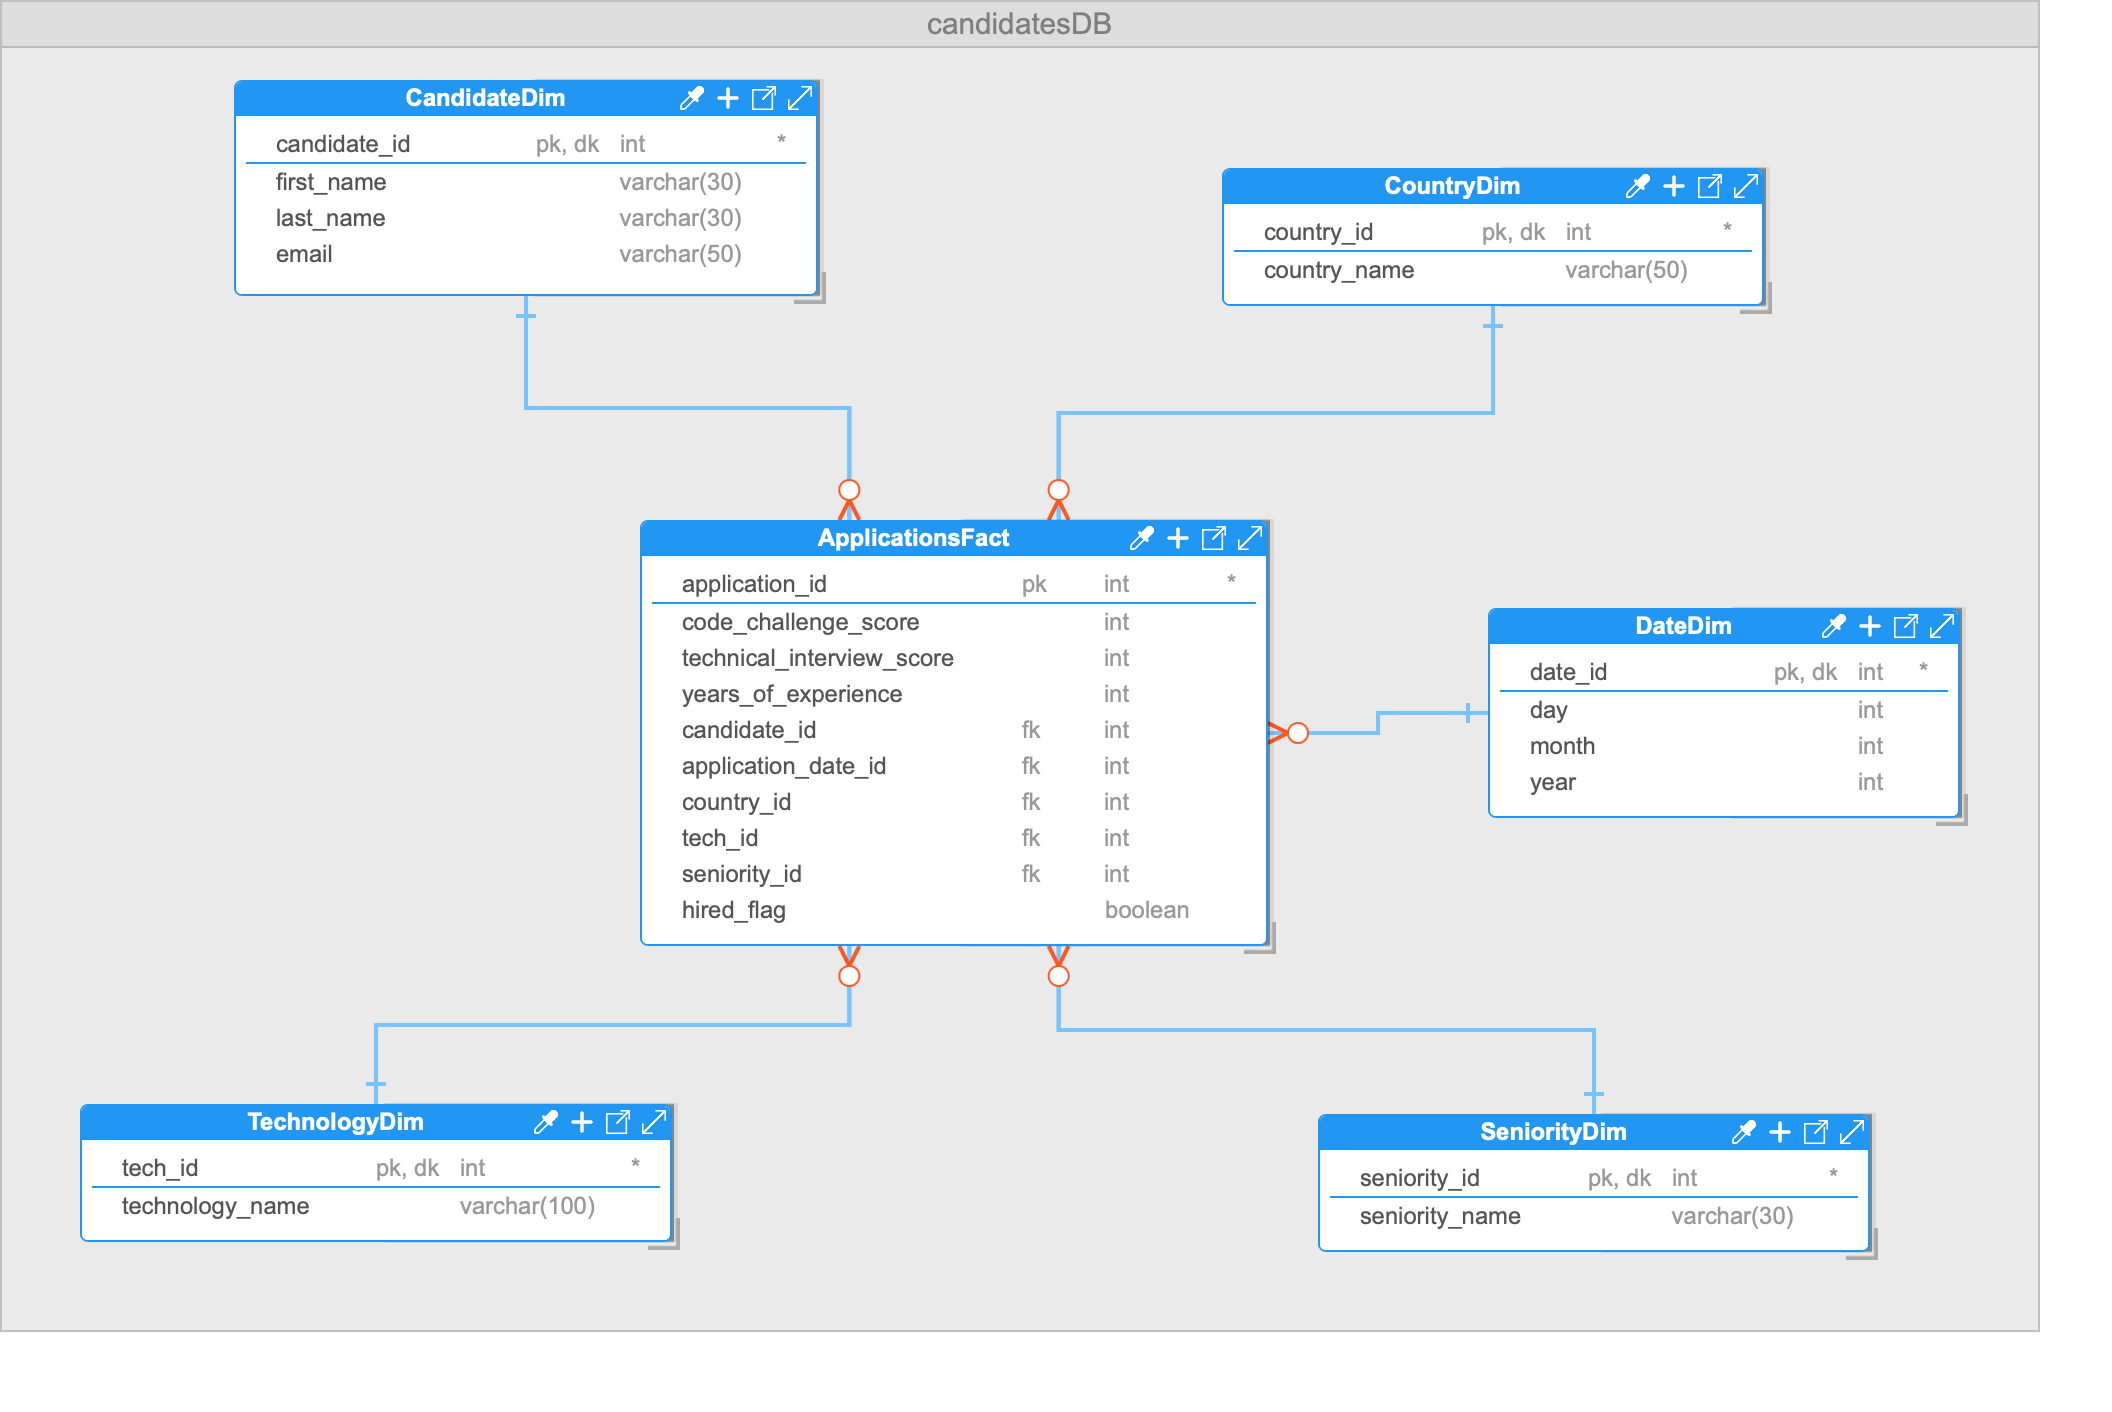 candidatesDB
CandidateDim
candidate_id pk, dk int *
first_name varchar(30)
last_name varchar(30)
email varchar(50)
CountryDim
country_id pk, dk int *
country_name varchar(50)
ApplicationsFact
application_id pk int *
code_challenge_score int
technical_interview_score int
years_of_experience int
candidate_id fk int
application_date_id fk int
country_id fk int
tech_id fk int
seniority_id fk int
hired_flag boolean
DateDim
date_id pk, dk int *
day int
month int
year int
TechnologyDim
tech_id pk, dk int *
technology_name varchar(100)
SeniorityDim
seniority_id pk, dk int *
seniority_name varchar(30)